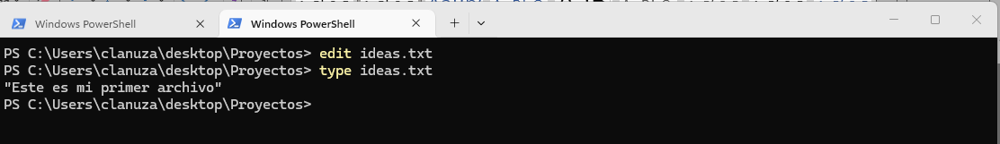 Windows PowerShell
Windows PowerShell
PS C:\Users\clanuza\desktop\Proyectos> edit ideas.txt
PS C:\Users\clanuza\desktop\Proyectos> type ideas.txt
"Este es mi primer archivo"
PS C:\Users\clanuza\desktop\Proyectos>